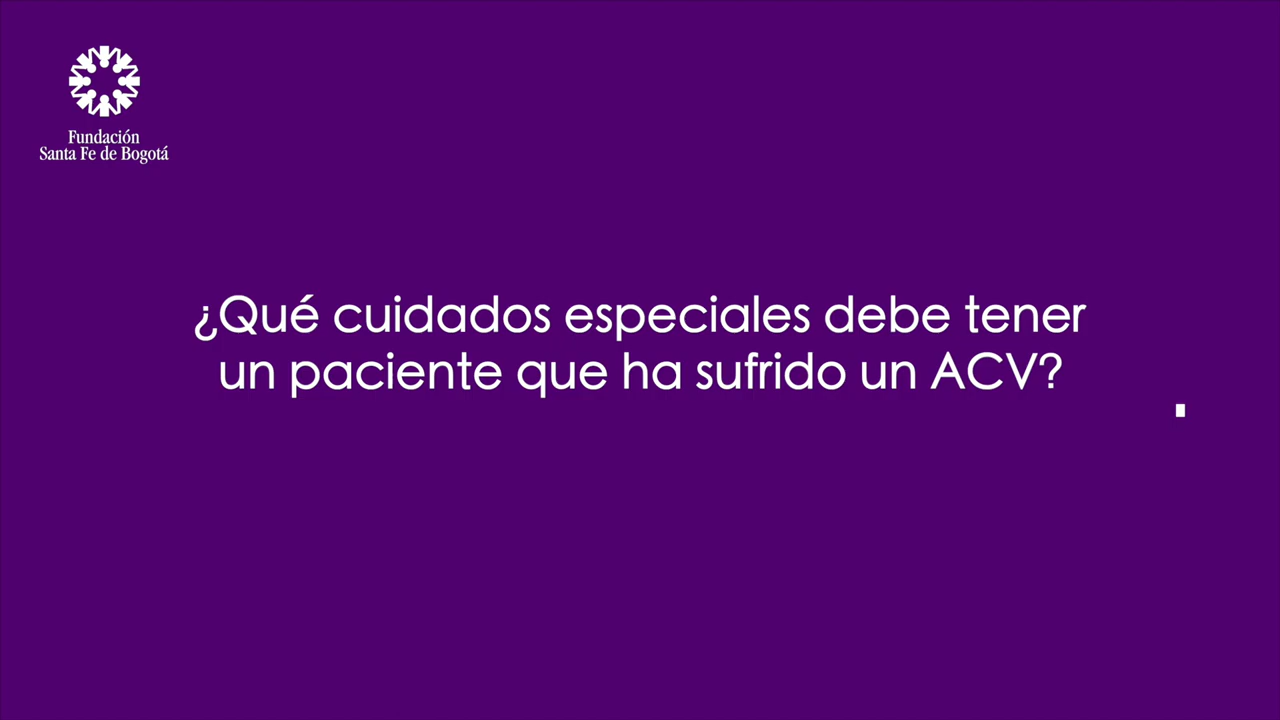 Fundación
Santa Fe de Bogotá
¿Qué cuidados especiales debe tener
un paciente que ha sufrido un ACV?